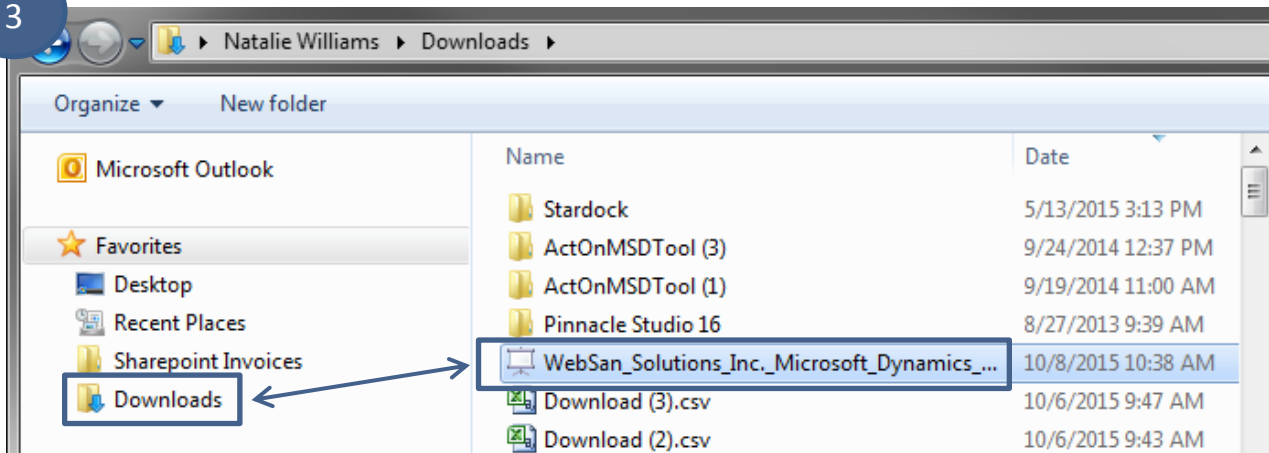 3
Natalie Williams Downloads
Organize New folder
Microsoft Outlook
Favorites
Desktop
Recent Places
Sharepoint Invoices
Downloads
Name Date
Stardock 5/13/2015 3:13 PM
ActOnMSDTool (3) 9/24/2014 12:37 PM
ActOnMSDTool (1) 9/19/2014 11:00 AM
Pinnacle Studio 16 8/27/2013 9:39 AM
WebSan_Solutions_Inc._Microsoft_Dynamics_... 10/8/2015 10:38 AM
Download (3).csv 10/6/2015 9:47 AM
Download (2).csv 10/6/2015 9:43 AM